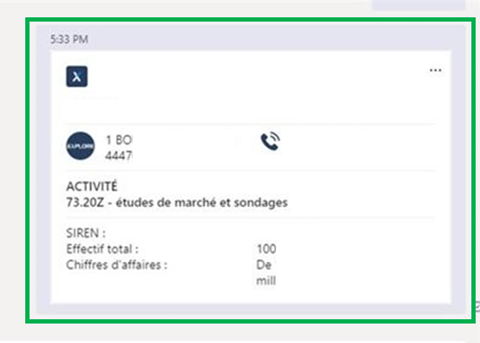 5:33 PM
X
...
EXPLORE
1 BO
4447
ACTIVITÉ
73.20Z - études de marché et sondages
SIREN :
Effectif total : 100
Chiffres d'affaires : De
mill